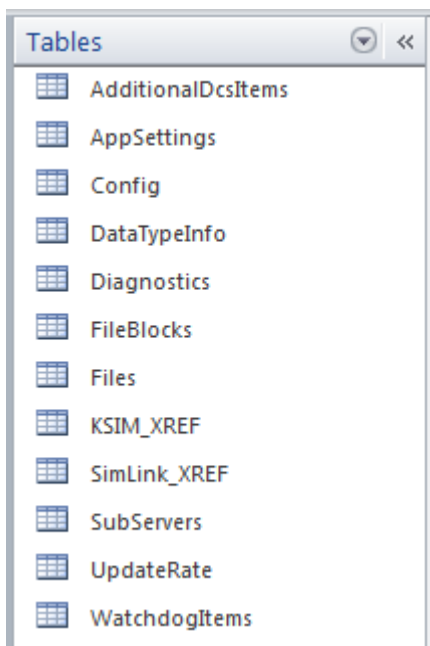 Tables
AdditionalDcsItems
AppSettings
Config
DataTypeInfo
Diagnostics
FileBlocks
Files
KSIM_XREF
SimLink_XREF
SubServers
UpdateRate
WatchdogItems